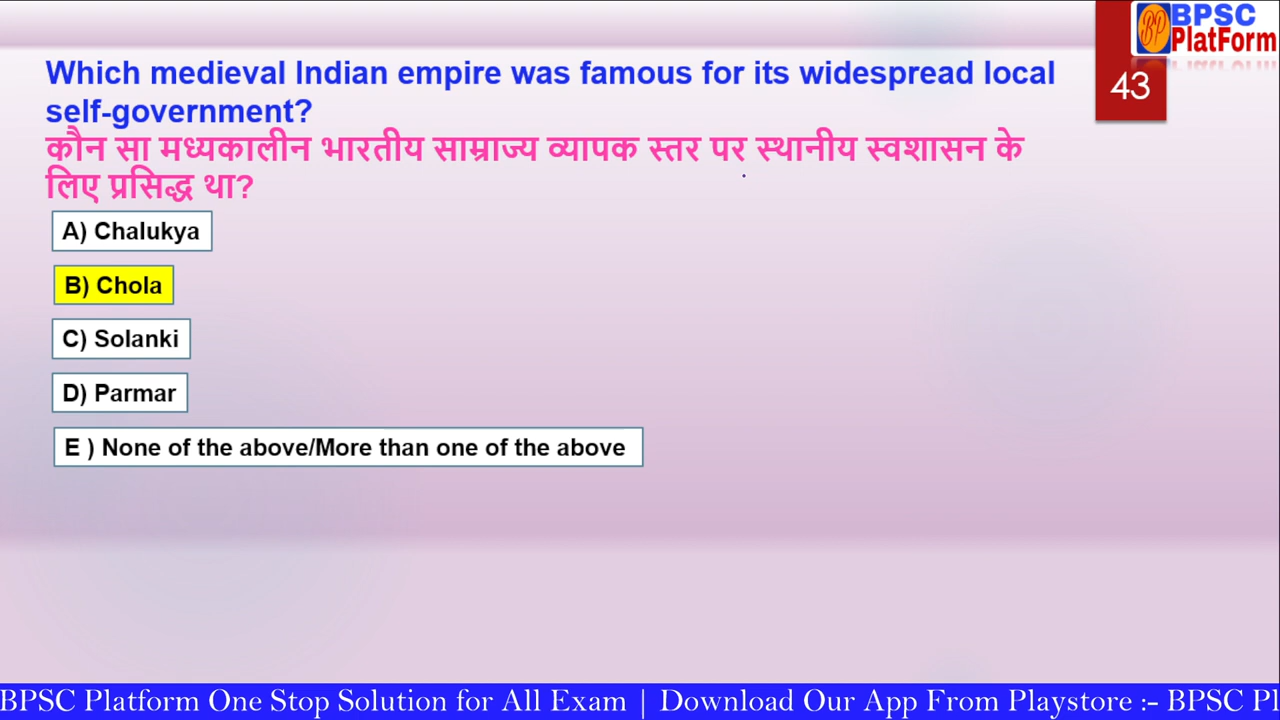 BPSC
PlatForm
BP
43
Which medieval Indian empire was famous for its widespread local
self-government?
कौन सा मध्यकालीन भारतीय साम्राज्य व्यापक स्तर पर स्थानीय स्वशासन के
लिए प्रसिद्ध था?
A) Chalukya
B) Chola
C) Solanki
D) Parmar
E ) None of the above/More than one of the above
BPSC Platform One Stop Solution for All Exam | Download Our App From Playstore :- BPSC Pl